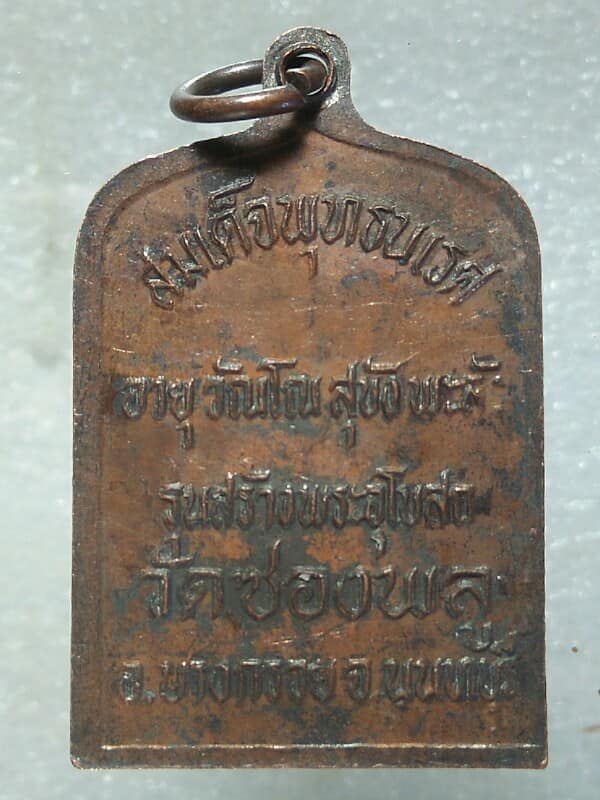 สมเด็จพุทธนเรศ
อายุ วัณโณ สุขัง พะลัง
รุ่นสร้างพระอุโบสถ
วัดซองพลู
อ. บางกรวย จ. นนทบุรี